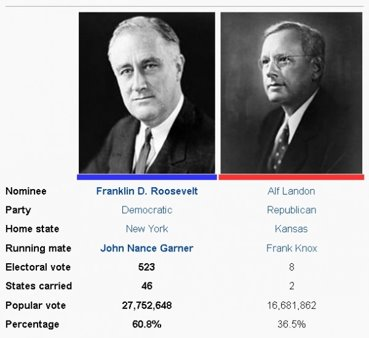 Nominee Franklin D. Roosevelt Alf Landon
Party Democratic Republican
Home state New York Kansas
Running mate John Nance Garner Frank Knox
Electoral vote 523 8
States carried 46 2
Popular vote 27,752,648 16,681,862
Percentage 60.8% 36.5%